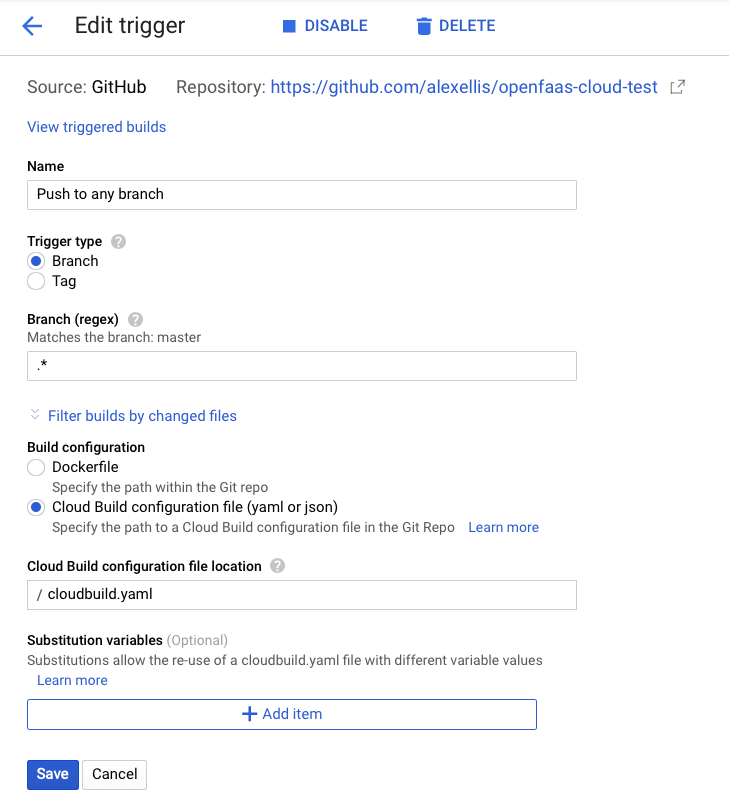 Edit trigger DISABLE DELETE
Source: GitHub Repository: https://github.com/alexellis/openfaas-cloud-test
View triggered builds
Name
Push to any branch
Trigger type ?
Branch
Tag
Branch (regex) ?
Matches the branch: master
.*
Filter builds by changed files
Build configuration
Dockerfile
Specify the path within the Git repo
Cloud Build configuration file (yaml or json)
Specify the path to a Cloud Build configuration file in the Git Repo Learn more
Cloud Build configuration file location ?
/ cloudbuild.yaml
Substitution variables (Optional)
Substitutions allow the re-use of a cloudbuild.yaml file with different variable values
Learn more
+ Add item
Save Cancel